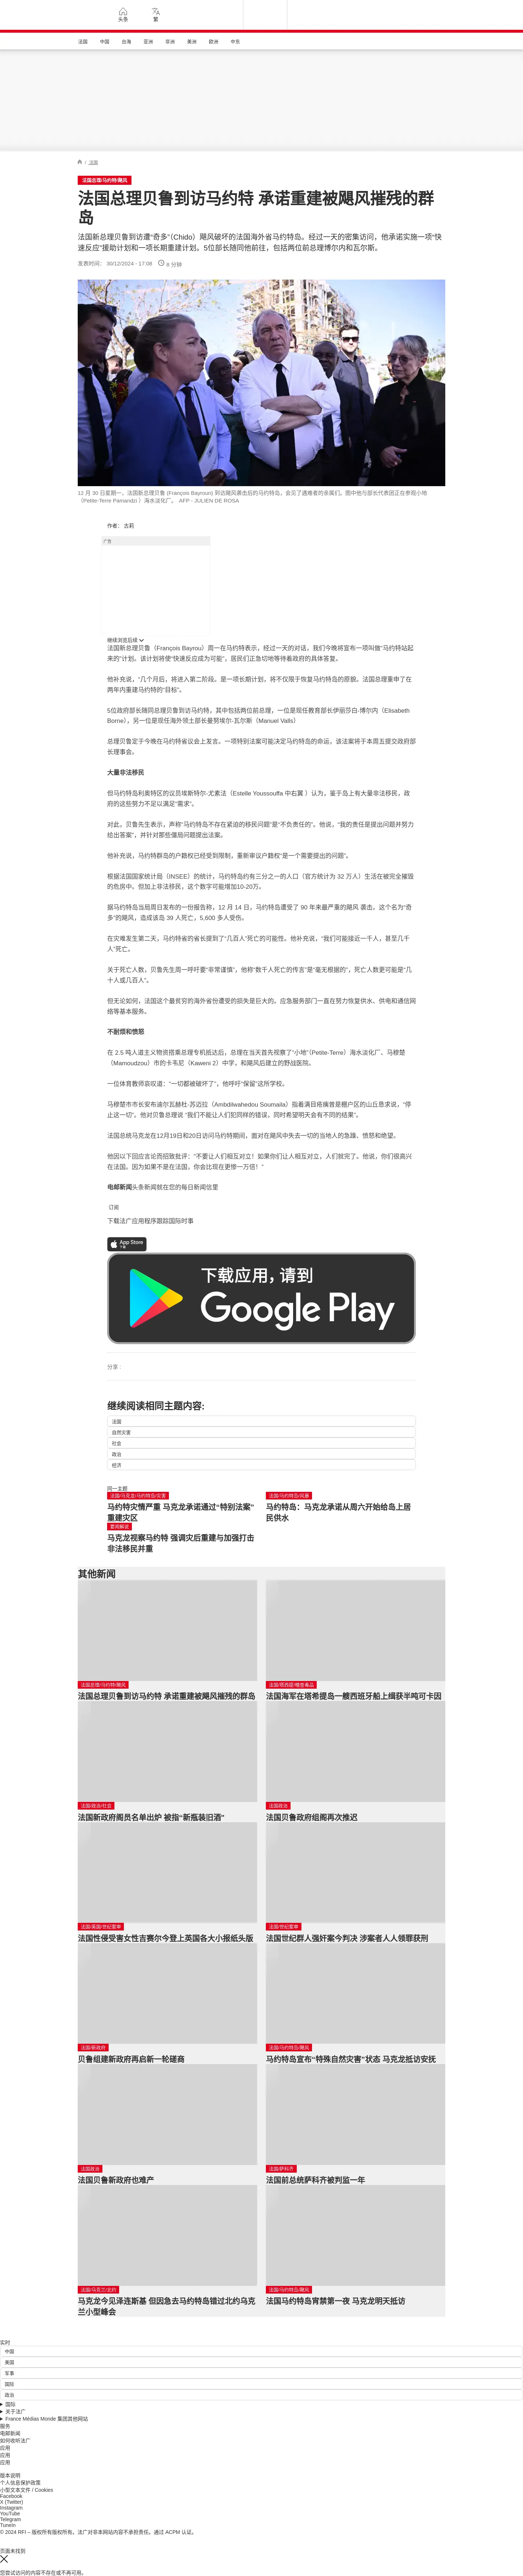 头条
繁
法国
中国
台海
亚洲
非洲
美洲
欧洲
中东
/ 法国
法国总理/马约特/飓风
法国总理贝鲁到访马约特 承诺重建被飓风摧残的群
岛
法国新总理贝鲁到访遭“奇多”（Chido）飓风破坏的法国海外省马约特岛。经过一天的密集访问，他承诺实施一项“快
速反应”援助计划和一项长期重建计划。5位部长随同他前往，包括两位前总理博尔内和瓦尔斯。
发表时间： 30/12/2024 - 17:08
8 分钟
12 月 30 日星期一，法国新总理贝鲁 (François Bayroun) 到访飓风袭击后的马约特岛，会见了遇难者的亲属们。图中他与部长代表团正在参观小地
（Petite-Terre Pamandzi ）海水淡化厂。 AFP - JULIEN DE ROSA
作者： 古莉
广告
继续浏览后续
法国新总理贝鲁（François Bayrou）周一在马约特表示，经过一天的对话，我们今晚将宣布一项叫做“马约特站起
来的”计划。该计划将使“快速反应成为可能”，居民们正急切地等待着政府的具体答复。
他补充说，“几个月后，将进入第二阶段。是一项长期计划，将不仅限于恢复马约特岛的原貌。法国总理重申了在
两年内重建马约特的“目标”。
5位政府部长随同总理贝鲁到访马约特，其中包括两位前总理，一位是现任教育部长伊丽莎白·博尔内（Elisabeth
Borne），另一位是现任海外领土部长曼努埃尔·瓦尔斯（Manuel Valls）
总理贝鲁定于今晚在马约特省议会上发言。一项特别法案可能决定马约特岛的命运，该法案将于本周五提交政府部
长理事会。
大量非法移民
但马约特岛利奥特区的议员埃斯特尔-尤素法（Estelle Youssouffa 中右翼 ）认为，鉴于岛上有大量非法移民，政
府的这些努力不足以满足“需求”。
对此，贝鲁先生表示，声称“马约特岛不存在紧迫的移民问题”是“不负责任的”。他说，“我的责任是提出问题并努力
给出答案”，并针对那些僵局问题提出法案。
他补充说，马约特群岛的户籍权已经受到限制，重新审议户籍权“是一个需要提出的问题”。
根据法国国家统计局（INSEE）的统计，马约特岛约有三分之一的人口（官方统计为 32 万人）生活在被完全摧毁
的危房中。但加上非法移民，这个数字可能增加10-20万。
据马约特岛当局周日发布的一份报告称，12 月 14 日，马约特岛遭受了 90 年来最严重的飓风 袭击。这个名为“奇
多”的飓风，造成该岛 39 人死亡，5,600 多人受伤。
在灾难发生第二天，马约特省的省长提到了“几百人”死亡的可能性。他补充说，“我们可能接近一千人，甚至几千
人”死亡。
关于死亡人数，贝鲁先生周一呼吁要“非常谨慎”，他称“数千人死亡的传言”是“毫无根据的”，死亡人数更可能是“几
十人或几百人”。
但无论如何，法国这个最贫穷的海外省份遭受的损失是巨大的。应急服务部门一直在努力恢复供水、供电和通信网
络等基本服务。
不耐烦和愤怒
在 2.5 吨人道主义物资搭乘总理专机抵达后，总理在当天首先视察了“小地”（Petite-Terre）海水淡化厂、马穆楚
（Mamoudzou）市的卡韦尼（Kaweni 2）中学，和飓风后建立的野战医院。
一位体育教师哀叹道：“一切都被破坏了”，他呼吁“保留”这所学校。
马穆楚市市长安布迪尔瓦赫杜-苏迈拉（Ambdilwahedou Soumaila）指着满目疮痍曾是棚户区的山丘恳求说，“停
止这一切”。他对贝鲁总理说 “我们不能让人们犯同样的错误，同时希望明天会有不同的结果”。
法国总统马克龙在12月19日和20日访问马约特期间，面对在飓风中失去一切的当地人的急躁、愤怒和绝望。
他因以下回应言论而招致批评：“不要让人们相互对立！如果你们让人相互对立，人们就完了。他说，你们很高兴
在法国。因为如果不是在法国，你会比现在更惨一万倍！”
电邮新闻头条新闻就在您的每日新闻信里
订阅
下载法广应用程序跟踪国际时事
App Store
下载应用，请到
Google Play
分享 :
继续阅读相同主题内容:
法国
自然灾害
社会
政治
经济
同一主题
法国/马克龙/马约特岛/灾害
马约特灾情严重 马克龙承诺通过“特别法案”
重建灾区
法国/马约特岛/风暴
马约特岛：马克龙承诺从周六开始给岛上居
民供水
要闻解说
马克龙视察马约特 强调灾后重建与加强打击
非法移民并重
其他新闻
法国总理/马约特/飓风
法国总理贝鲁到访马约特 承诺重建被飓风摧残的群岛
法国/塔希提/缉查毒品
法国海军在塔希提岛一艘西班牙船上缉获半吨可卡因
法国/政治/社会
法国新政府阁员名单出炉 被指“新瓶装旧酒”
法国政治
法国贝鲁政府组阁再次推迟
法国/英国/世纪案审
法国性侵受害女性吉赛尔今登上英国各大小报纸头版
法国/世纪案审
法国世纪群人强奸案今判决 涉案者人人领罪获刑
法国/新政府
贝鲁组建新政府再启新一轮磋商
法国/马约特岛/飓风
马约特岛宣布“特殊自然灾害”状态 马克龙抵访安抚
法国政治
法国贝鲁新政府也难产
法国/萨科齐
法国前总统萨科齐被判监一年
法国/乌克兰/北约
马克龙今见泽连斯基 但因急去马约特岛错过北约乌克
兰小型峰会
法国/马约特岛/飓风
法国马约特岛宵禁第一夜 马克龙明天抵访
实时
中国
美国
军事
国际
政治
国际
关于法广
France Médias Monde 集团其他网站
服务
电邮新闻
如何收听法广
应用
应用
应用
版本说明
个人信息保护政策
小型文本文件 / Cookies
Facebook
X (Twitter)
Instagram
YouTube
Telegram
TuneIn
© 2024 RFI – 版权所有版权所有。法广对非本网站内容不承担责任。通过 ACPM 认证。
页面未找到
您尝试访问的内容不存在或不再可用。